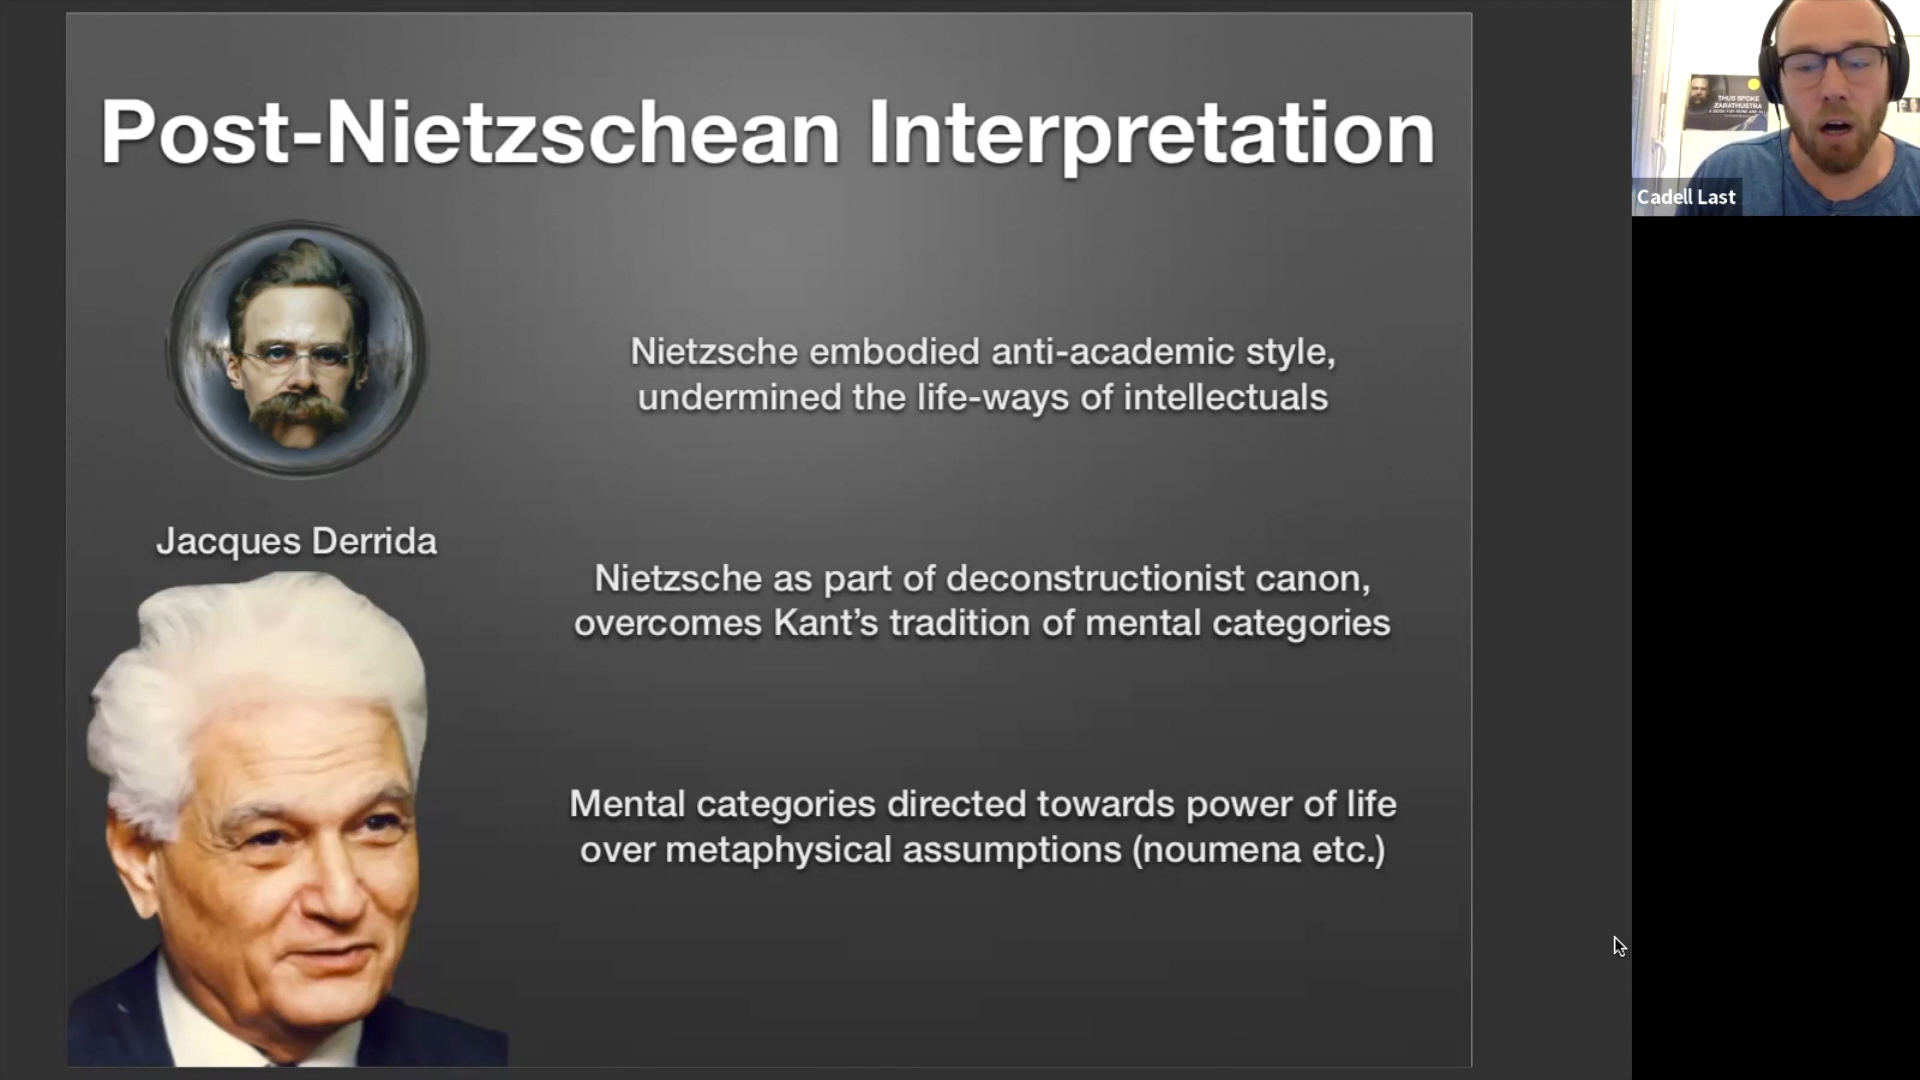 Post-Nietzschean Interpretation
Nietzsche embodied anti-academic style,
undermined the life-ways of intellectuals
Jacques Derrida
Nietzsche as part of deconstructionist canon,
overcomes Kant’s tradition of mental categories
Mental categories directed towards power of life
over metaphysical assumptions (noumena etc.)
THUS SPOKE
ZARATHUSTRA
Cadell Last